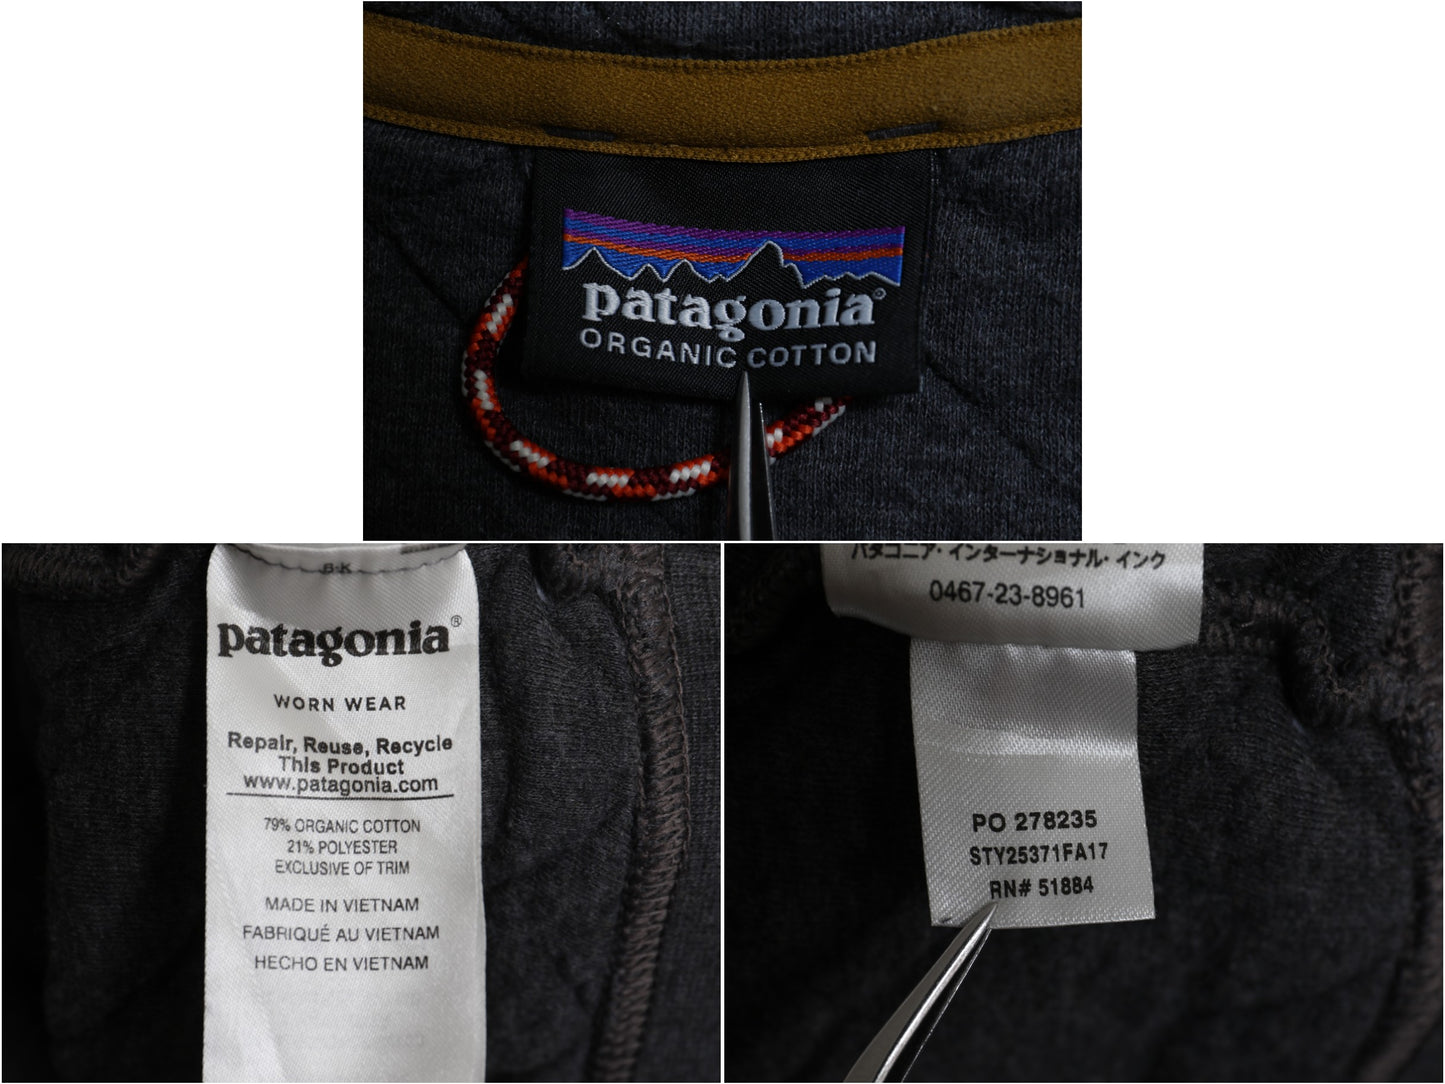 patagonia®
ORGANIC COTTON
patagonia®
WORN WEAR
Repair, Reuse, Recycle
This Product
www.patagonia.com
79% ORGANIC COTTON
21% POLYESTER
EXCLUSIVE OF TRIM
MADE IN VIETNAM
FABRIQUÉ AU VIETNAM
HECHO EN VIETNAM
パタゴニア・インターナショナル・インク
0467-23-8961
PO 278235
STY25371FA17
RN# 51884